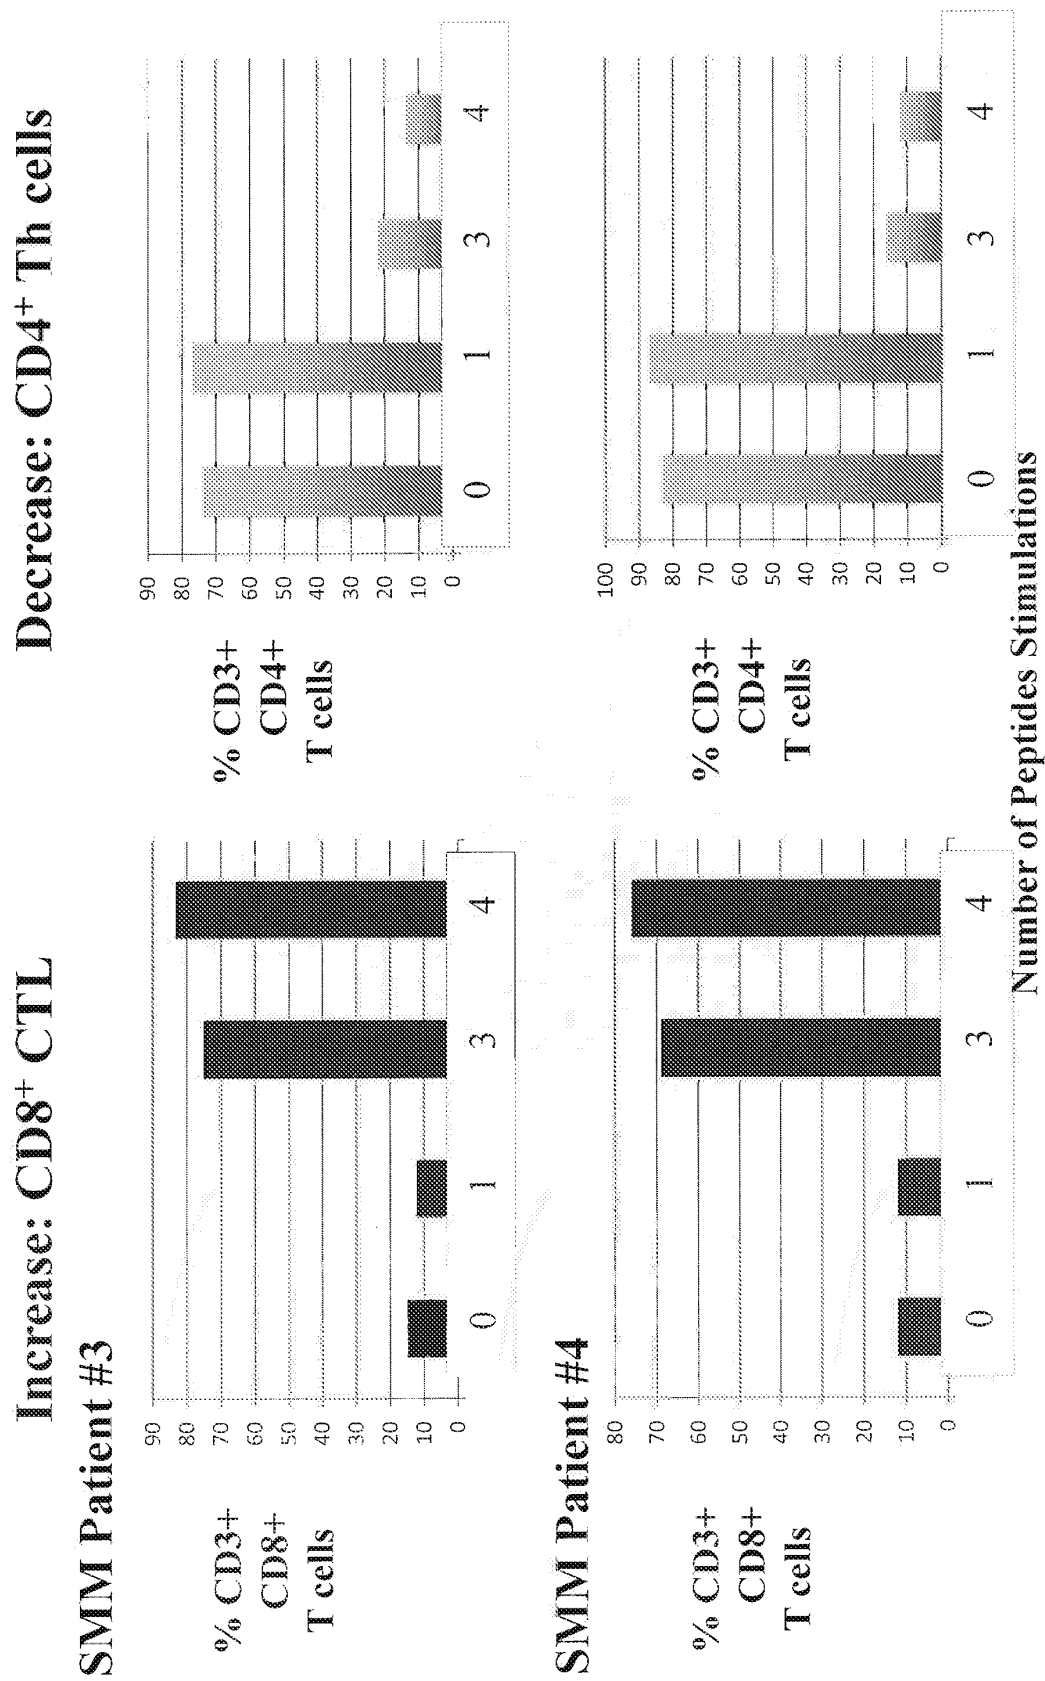 Increase: CD8+ CTL
Decrease: CD4+ Th cells
SMM Patient #3
% CD3+
CD8+
T cells
90
80
70
60
50
40
30
20
10
0
0 1 3 4
% CD3+
CD4+
T cells
90
80
70
60
50
40
30
20
10
0
0 1 3 4
SMM Patient #4
% CD3+
CD8+
T cells
80
70
60
50
40
30
20
10
0
0 1 3 4
% CD3+
CD4+
T cells
100
90
80
70
60
50
40
30
20
10
0
0 1 3 4
Number of Peptides Stimulations